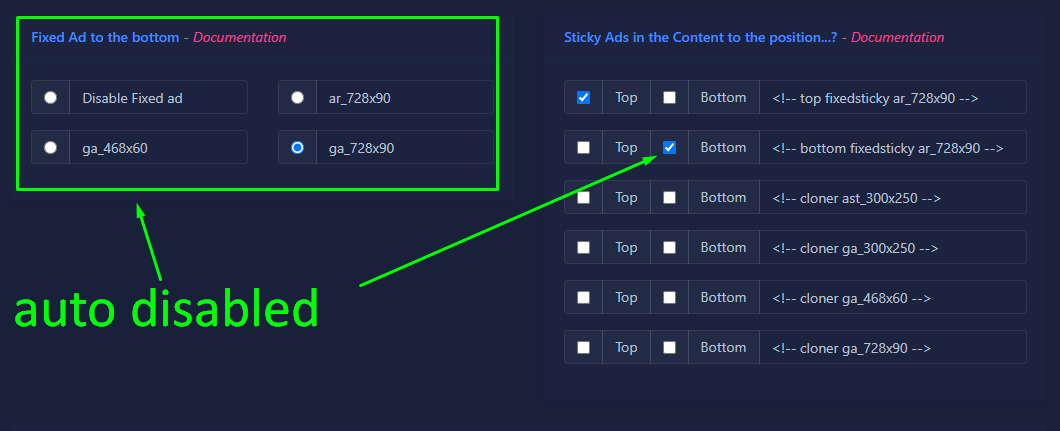 Fixed Ad to the bottom - Documentation
Disable Fixed ad
ar_728x90
ga_468x60
ga_728x90
auto disabled
Sticky Ads in the Content to the position...? - Documentation
Top Bottom <!-- top fixedsticky ar_728x90 -->
Top Bottom <!-- bottom fixedsticky ar_728x90 -->
Top Bottom <!-- cloner ast_300x250 -->
Top Bottom <!-- cloner ga_300x250 -->
Top Bottom <!-- cloner ga_468x60 -->
Top Bottom <!-- cloner ga_728x90 -->